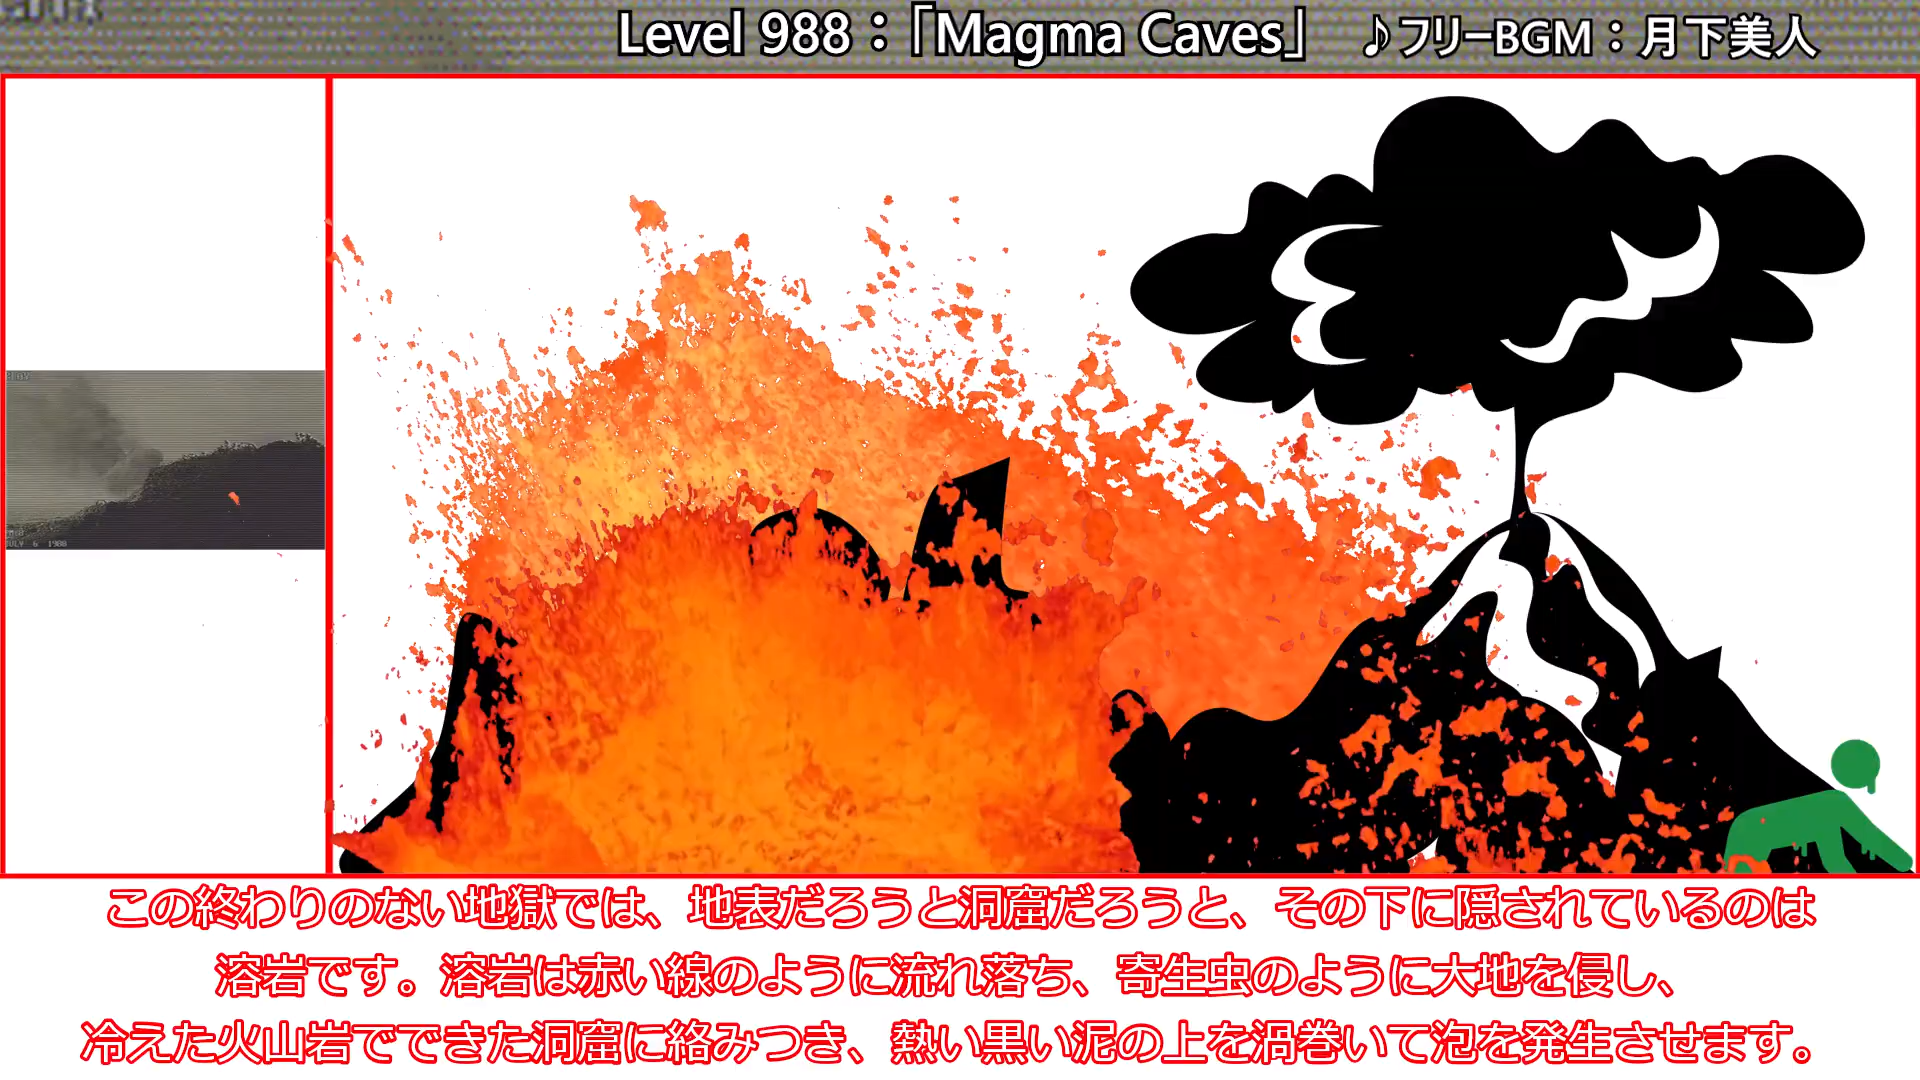 Level 988：「Magma Caves」 ♪フリーBGM：月下美人
JULY 6 1988
この終わりのない地獄では、地表だろうと洞窟だろうと、その下に隠されているのは
溶岩です。溶岩は赤い線のように流れ落ち、寄生虫のように大地を侵し、
冷えた火山岩でできた洞窟に絡みつき、熱い黒い泥の上を渦巻いて泡を発生させます。